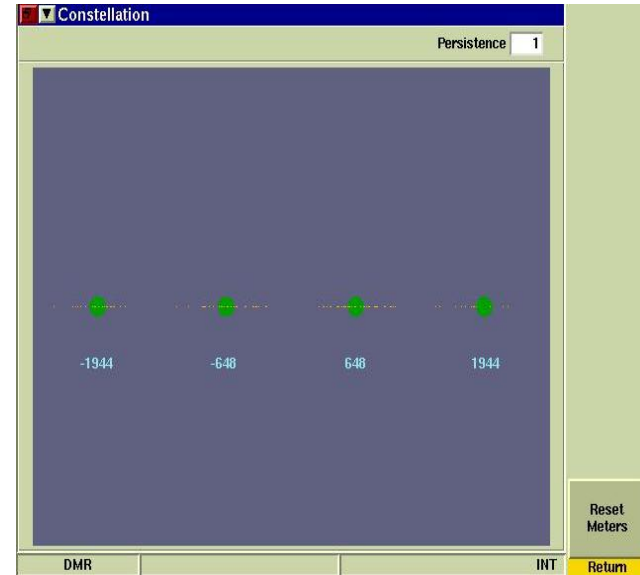 Constellation
Persistence 1
-1944 -648 648 1944
Reset
Meters
DMR INT Return